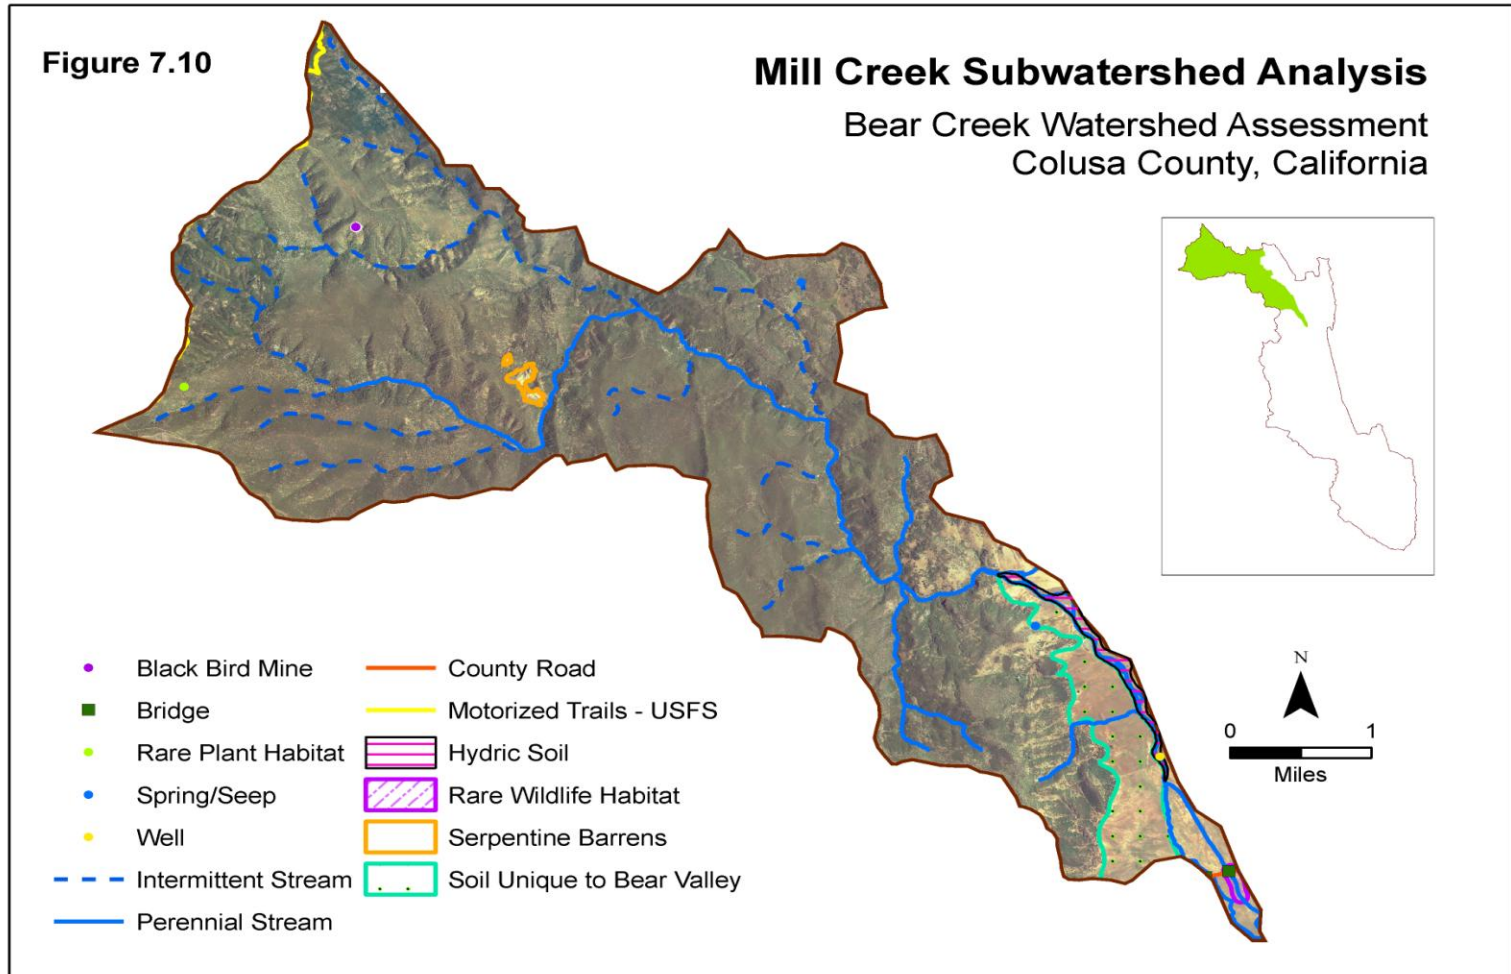 Figure 7.10
Mill Creek Subwatershed Analysis
Bear Creek Watershed Assessment
Colusa County, California
Black Bird Mine
Bridge
Rare Plant Habitat
Spring/Seep
Well
Intermittent Stream
Perennial Stream
County Road
Motorized Trails - USFS
Hydric Soil
Rare Wildlife Habitat
Serpentine Barrens
Soil Unique to Bear Valley
N
0 1
Miles